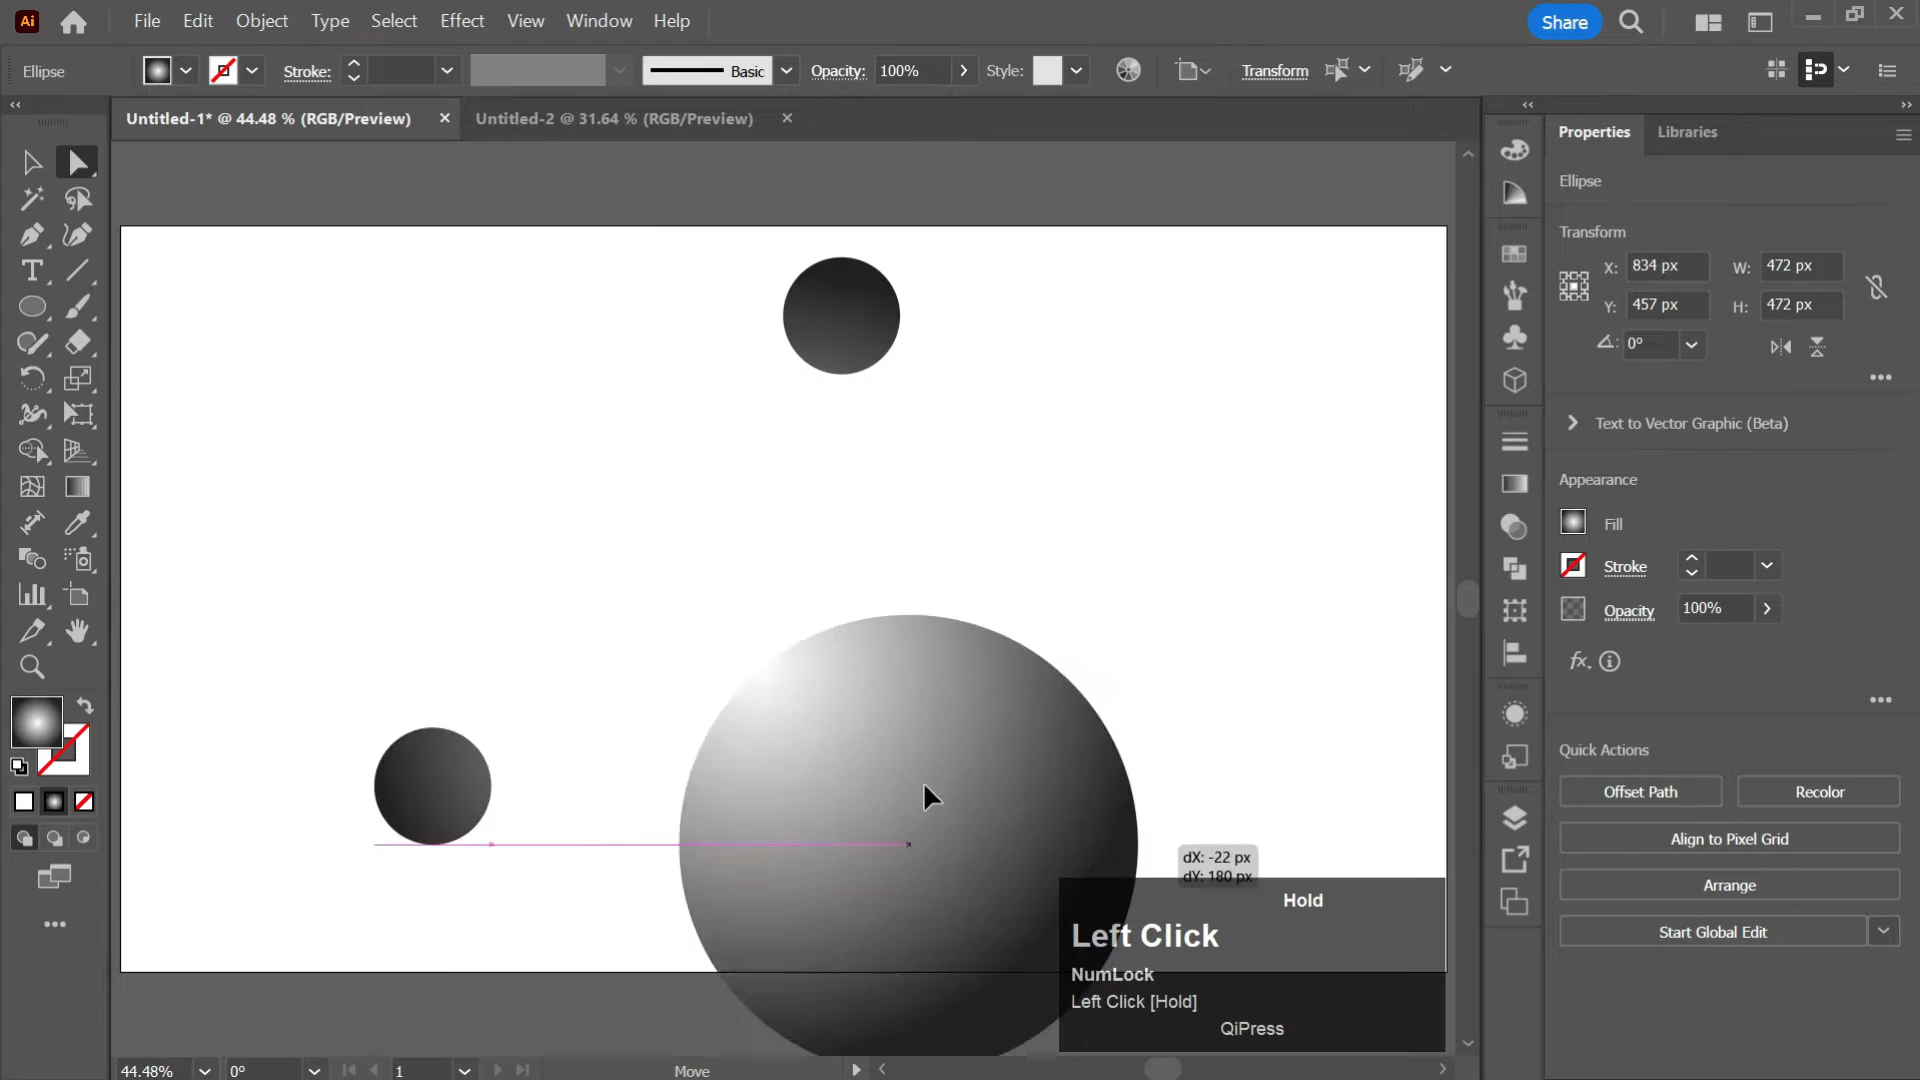 Ai File Edit Object Type Select Effect View Window Help Share
Ellipse Stroke: Basic Opacity: 100% Style: Transform
Untitled-1* @ 44.48 % (RGB/Preview) Untitled-2 @ 31.64 % (RGB/Preview)
Properties Libraries
Ellipse
Transform
X: 834 px W: 472 px
Y: 457 px H: 472 px
0°
Text to Vector Graphic (Beta)
Appearance
Fill
Stroke
Opacity 100%
fx.
Quick Actions
Offset Path Recolor
Align to Pixel Grid
Arrange
Start Global Edit
dX: -22 px
dY: 180 px
Hold
Left Click
NumLock
Left Click [Hold]
QiPress
44.48% 0° 1 Move